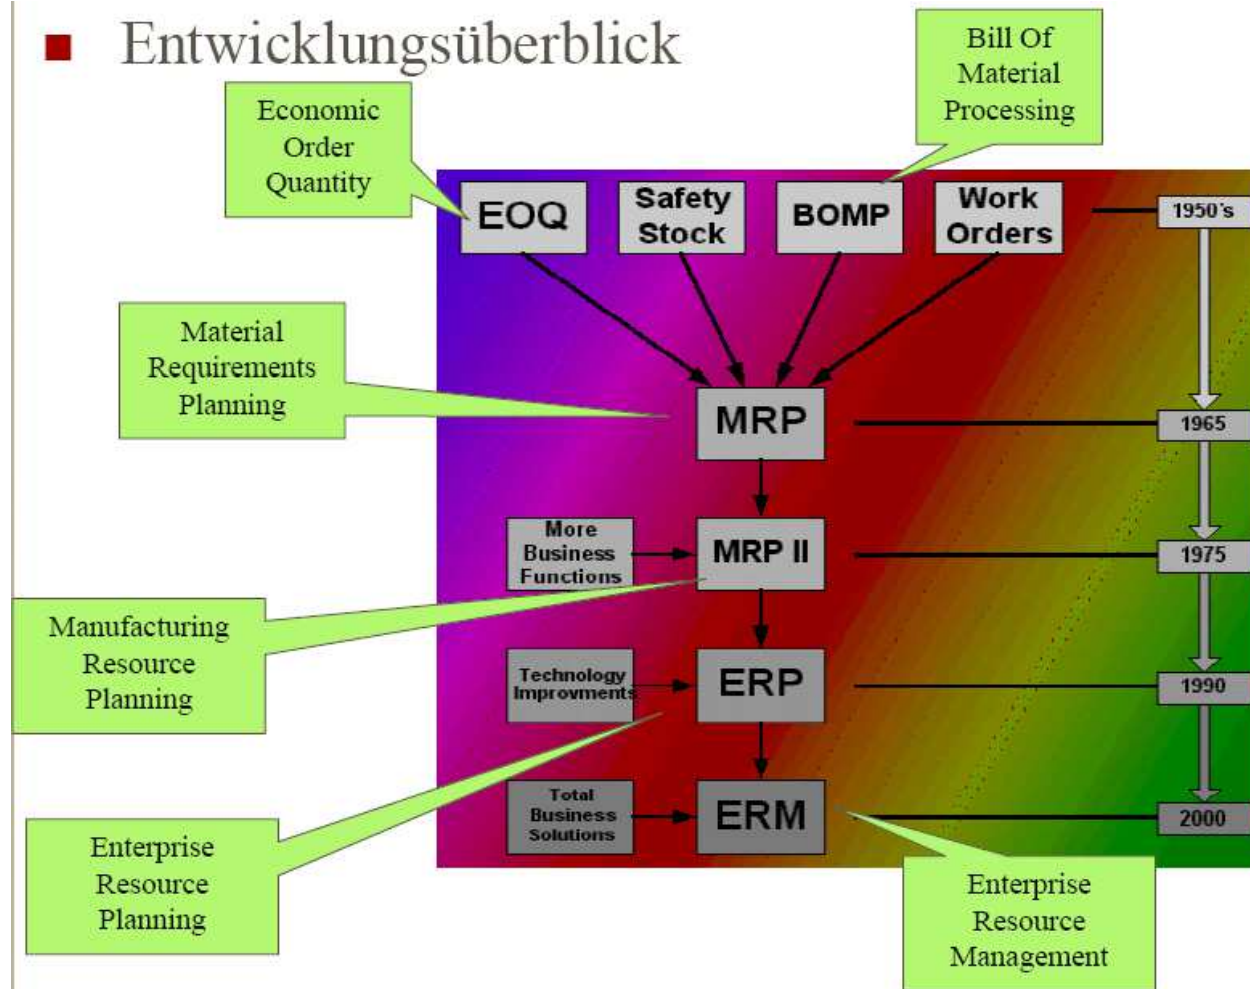 Entwicklungsüberblick
Bill Of
Material
Processing
Economic
Order
Quantity
EOQ
Safety
Stock
BOMP
Work
Orders
1950's
Material
Requirements
Planning
MRP
1965
More
Business
Functions
MRP II
1975
Manufacturing
Resource
Planning
Technology
Improvments
ERP
1990
Total
Business
Solutions
ERM
2000
Enterprise
Resource
Planning
Enterprise
Resource
Management